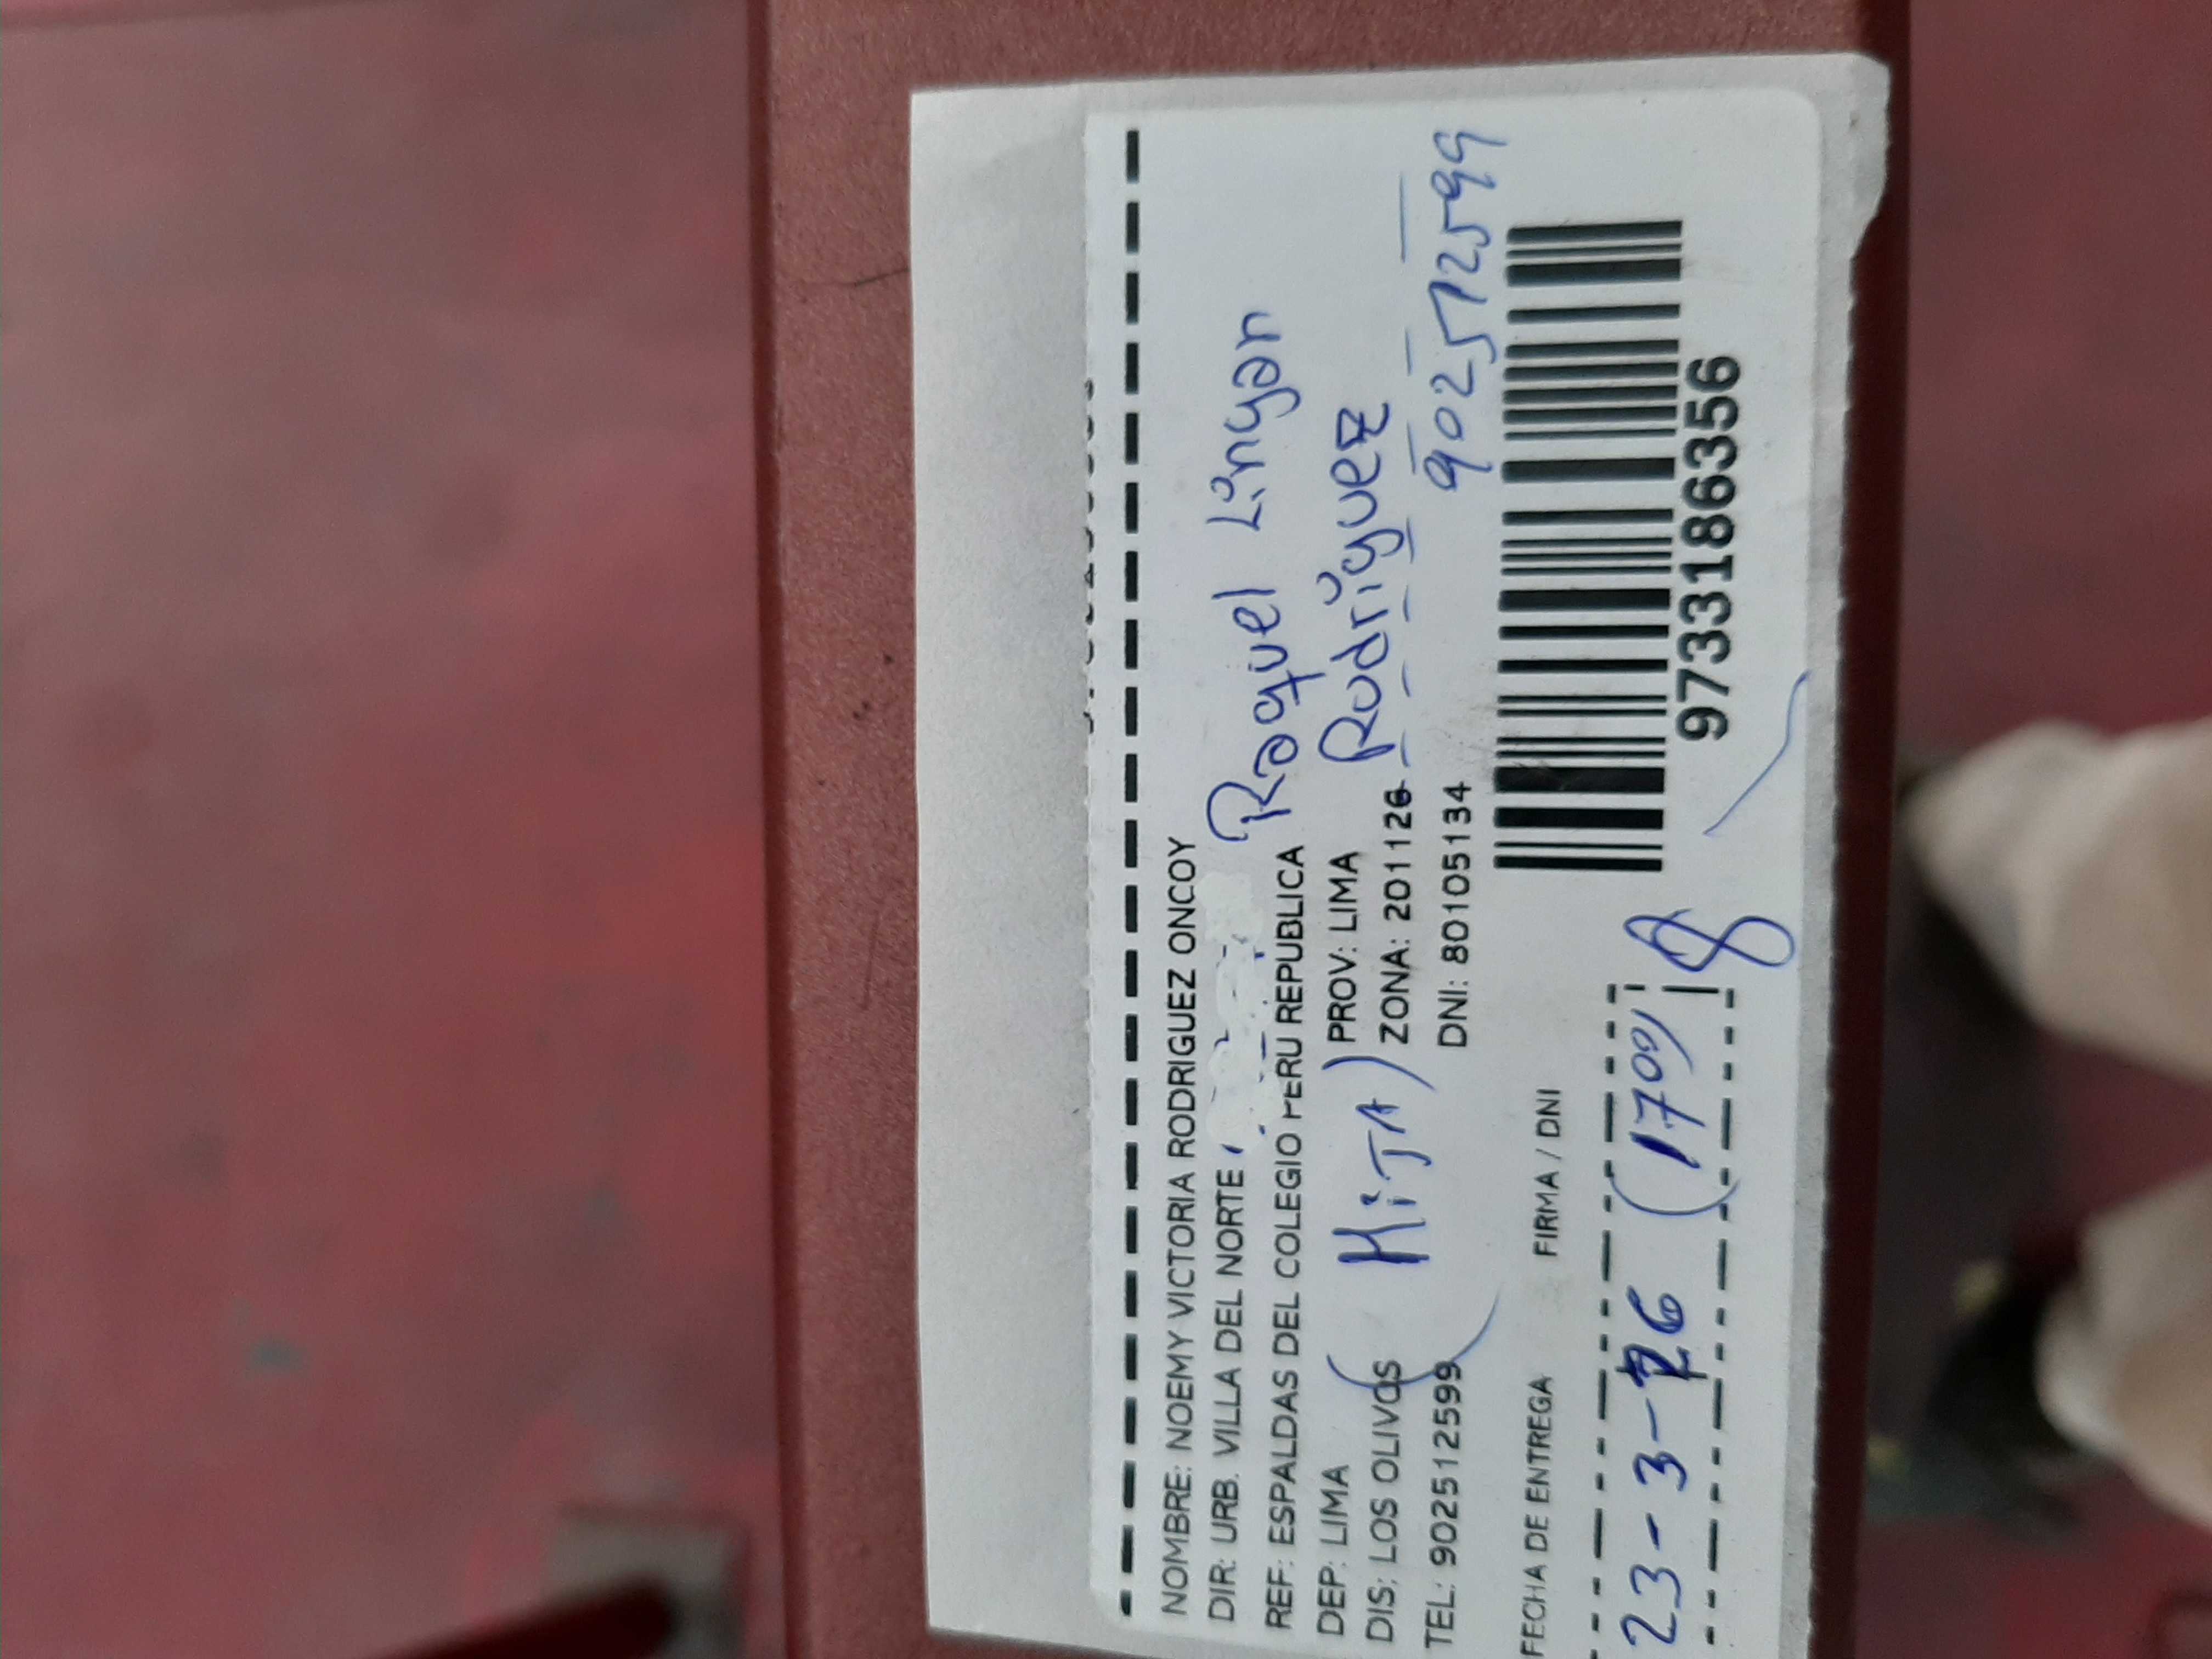 NOMBRE: NOEMY VICTORIA RODRIGUEZ ONCOY
DIR: URB. VILLA DEL NORTE
Raquel Lingan
REF: ESPALDAS DEL COLEGIO PERU REPUBLICA
DEP: LIMA
PROV: LIMA
Rodriguez
(HiJA)
DIS: LOS OLIVOS
ZONA: 201126
902512599
TEL: 902512599
DNI: 80105134
9733186356
FECHA DE ENTREGA
FIRMA / DNI
23-3-26 (1709)